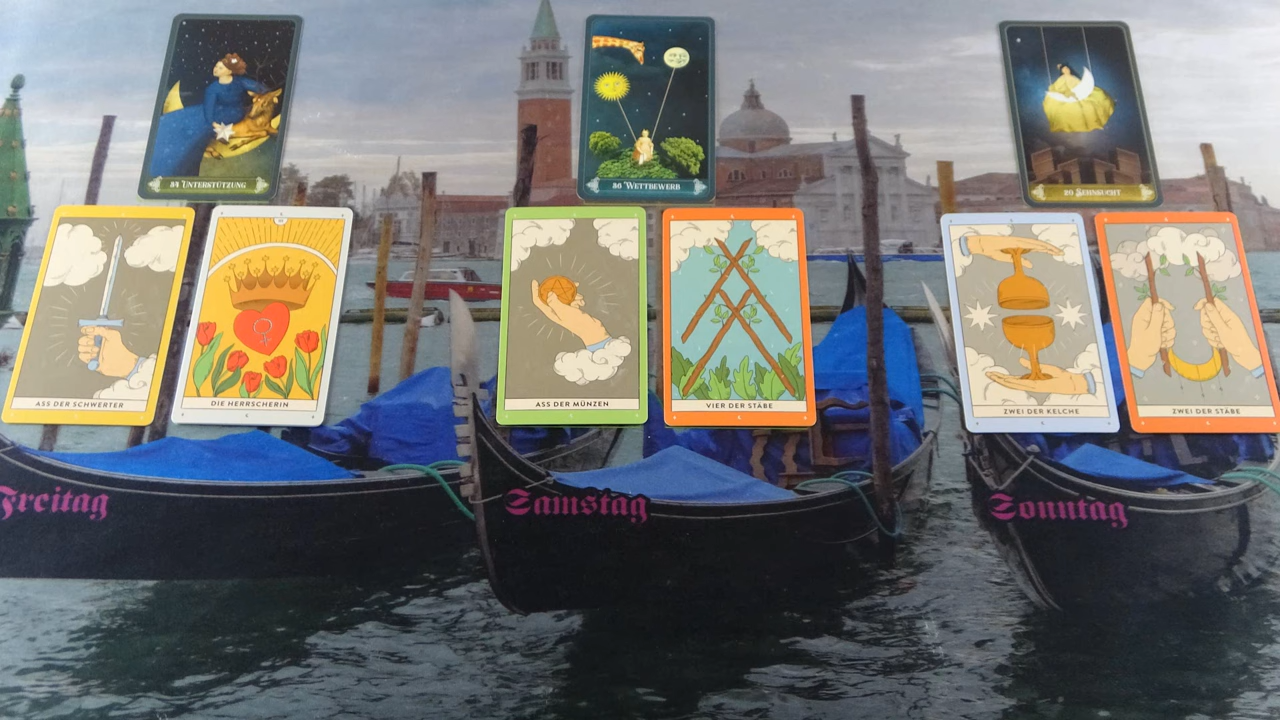 34 Unterstützung
36 Wettbewerb
29 Sehnsucht
ASS DER SCHWERTER
DIE HERRSCHERIN
ASS DER MÜNZEN
VIER DER STÄBE
ZWEI DER KELCHE
ZWEI DER STÄBE
Freitag
Samstag
Sonntag